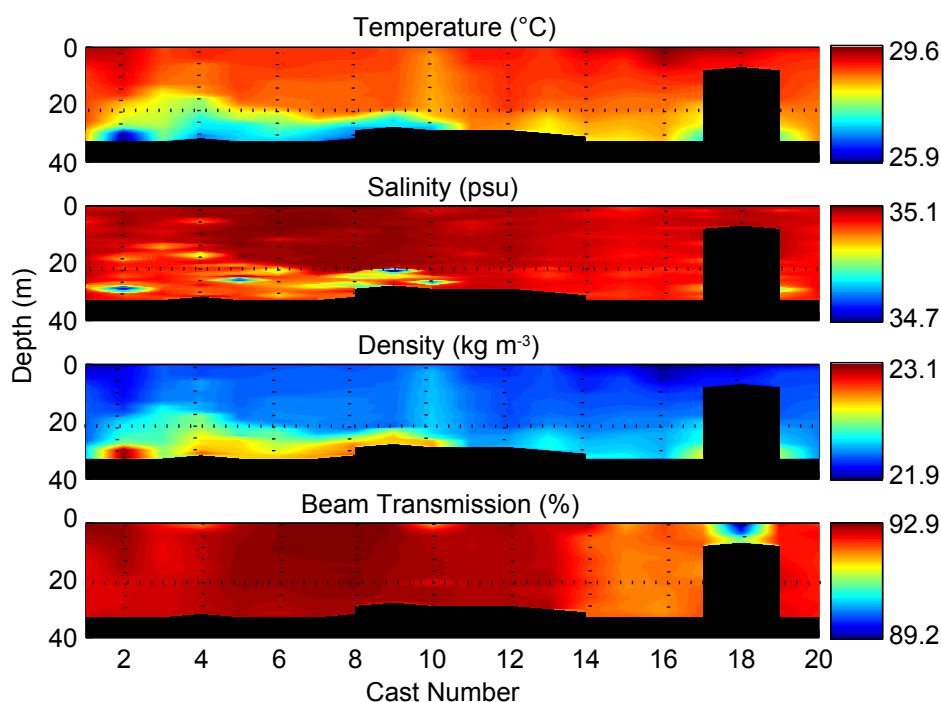 Temperature (°C)
0
20
40
29.6
25.9
Salinity (psu)
0
20
40
35.1
34.7
Depth (m)
Density (kg m⁻³)
0
20
40
23.1
21.9
Beam Transmission (%)
0
20
40
92.9
89.2
2 4 6 8 10 12 14 16 18 20
Cast Number